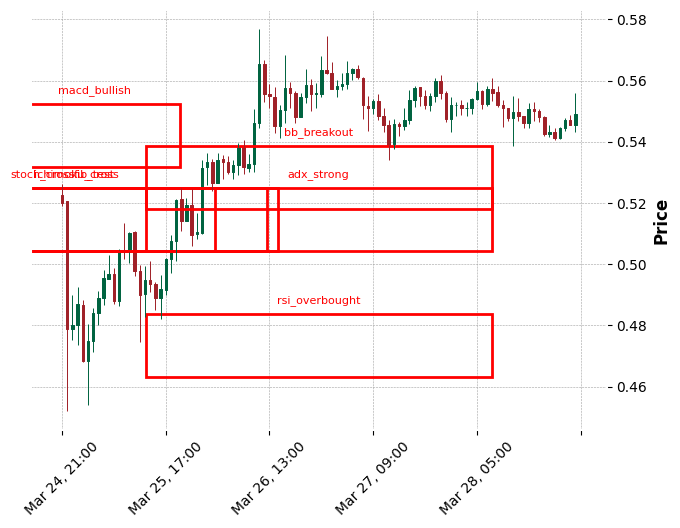 0.58
macd_bullish
0.56
bb_breakout
0.54
adx_strong
0.52
Price
0.50
rsi_overbought
0.48
0.46
Mar 24, 21:00
Mar 25, 17:00
Mar 26, 13:00
Mar 27, 09:00
Mar 28, 05:00